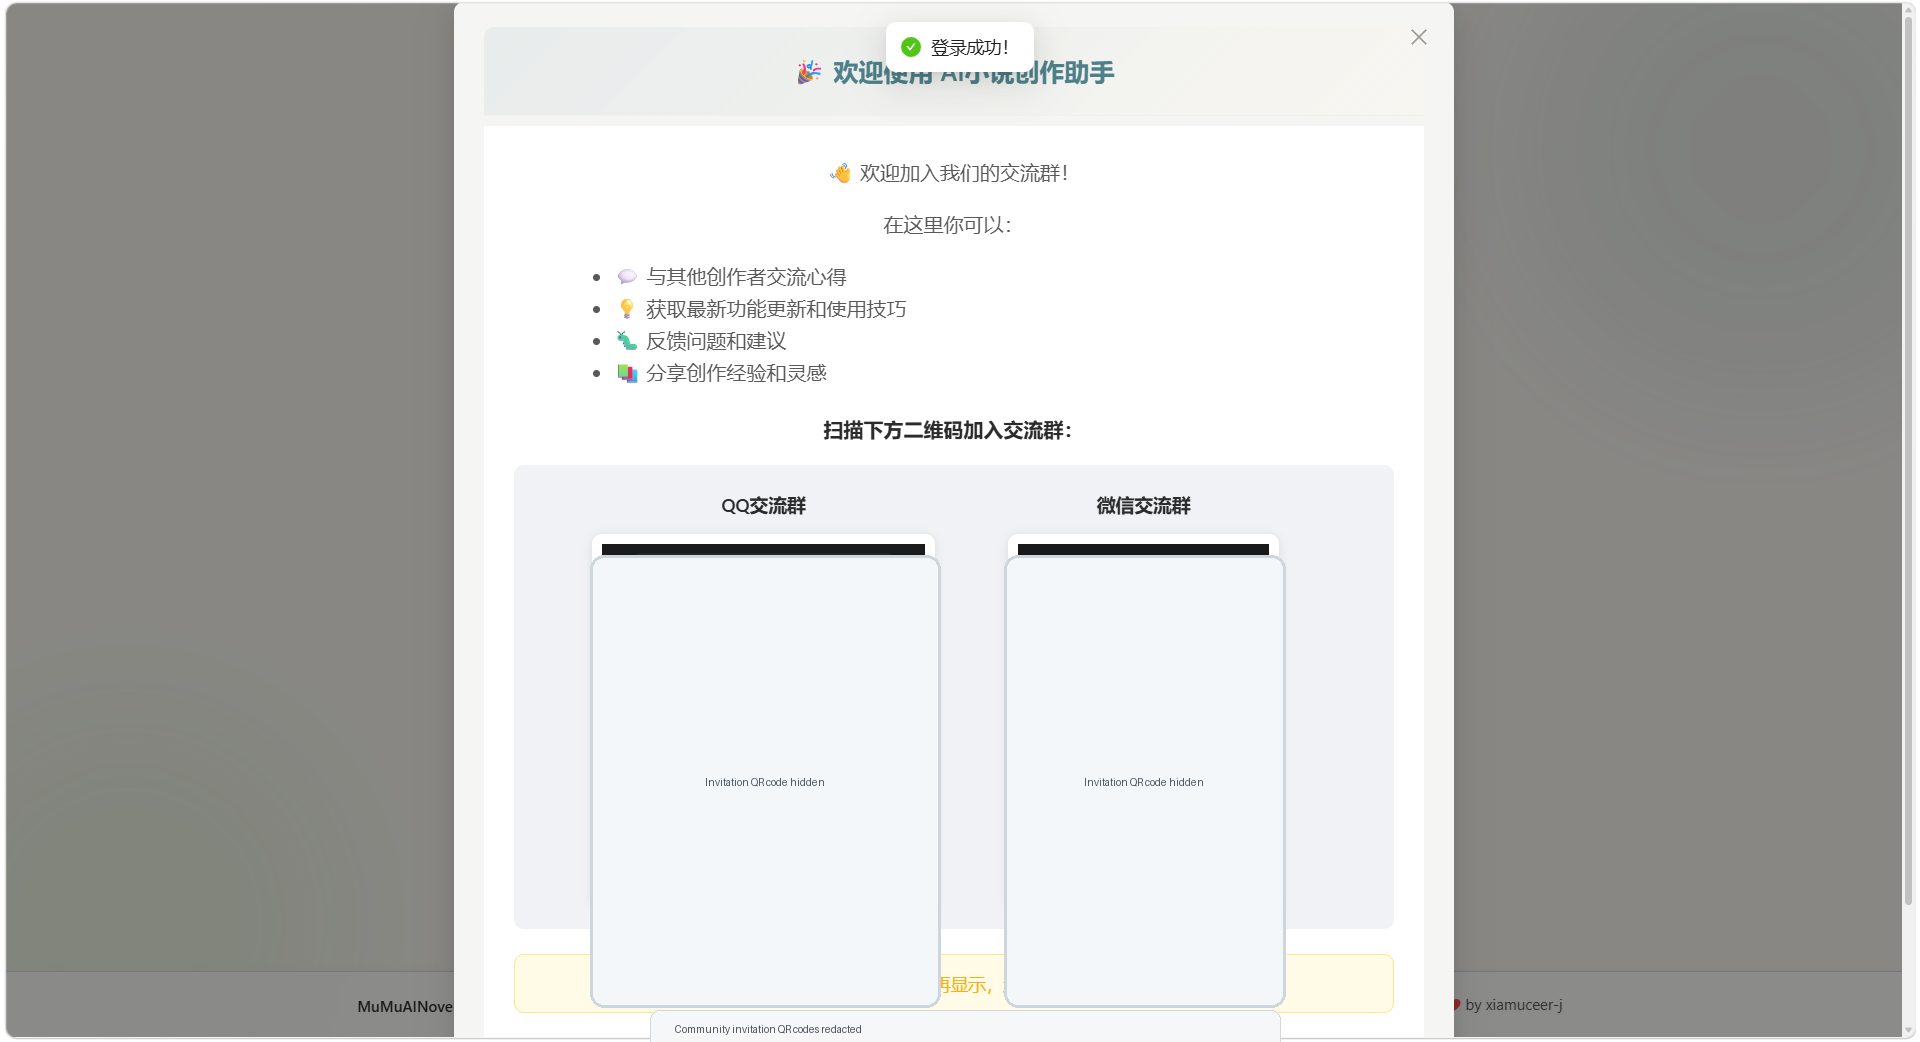 登录成功！
🎉 欢迎使用 AI小说创作助手
👋 欢迎加入我们的交流群！
在这里你可以：
• 💬 与其他创作者交流心得
• 💡 获取最新功能更新和使用技巧
• 🐛 反馈问题和建议
• 📚 分享创作经验和灵感
扫描下方二维码加入交流群：
QQ交流群
微信交流群
Invitation QR code hidden
Invitation QR code hidden
再显示，
MuMuAINove
by xiamuceer-j
Community invitation QR codes redacted